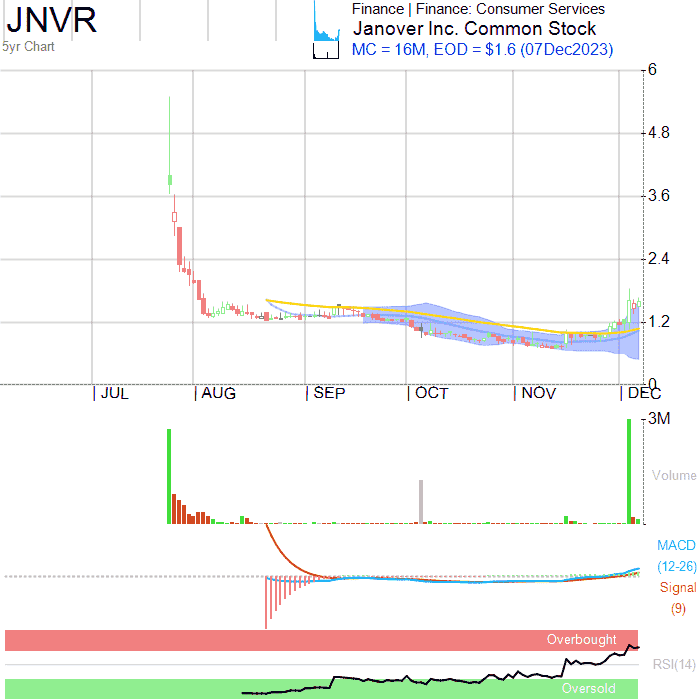 JNVR
5yr Chart
Finance | Finance: Consumer Services
Janover Inc. Common Stock
MC = 16M, EOD = $1.6 (07Dec2023)
6
4.8
3.6
2.4
1.2
0
JUL AUG SEP OCT NOV DEC
3M
Volume
MACD
(12-26)
Signal
(9)
Overbought
RSI(14)
Oversold